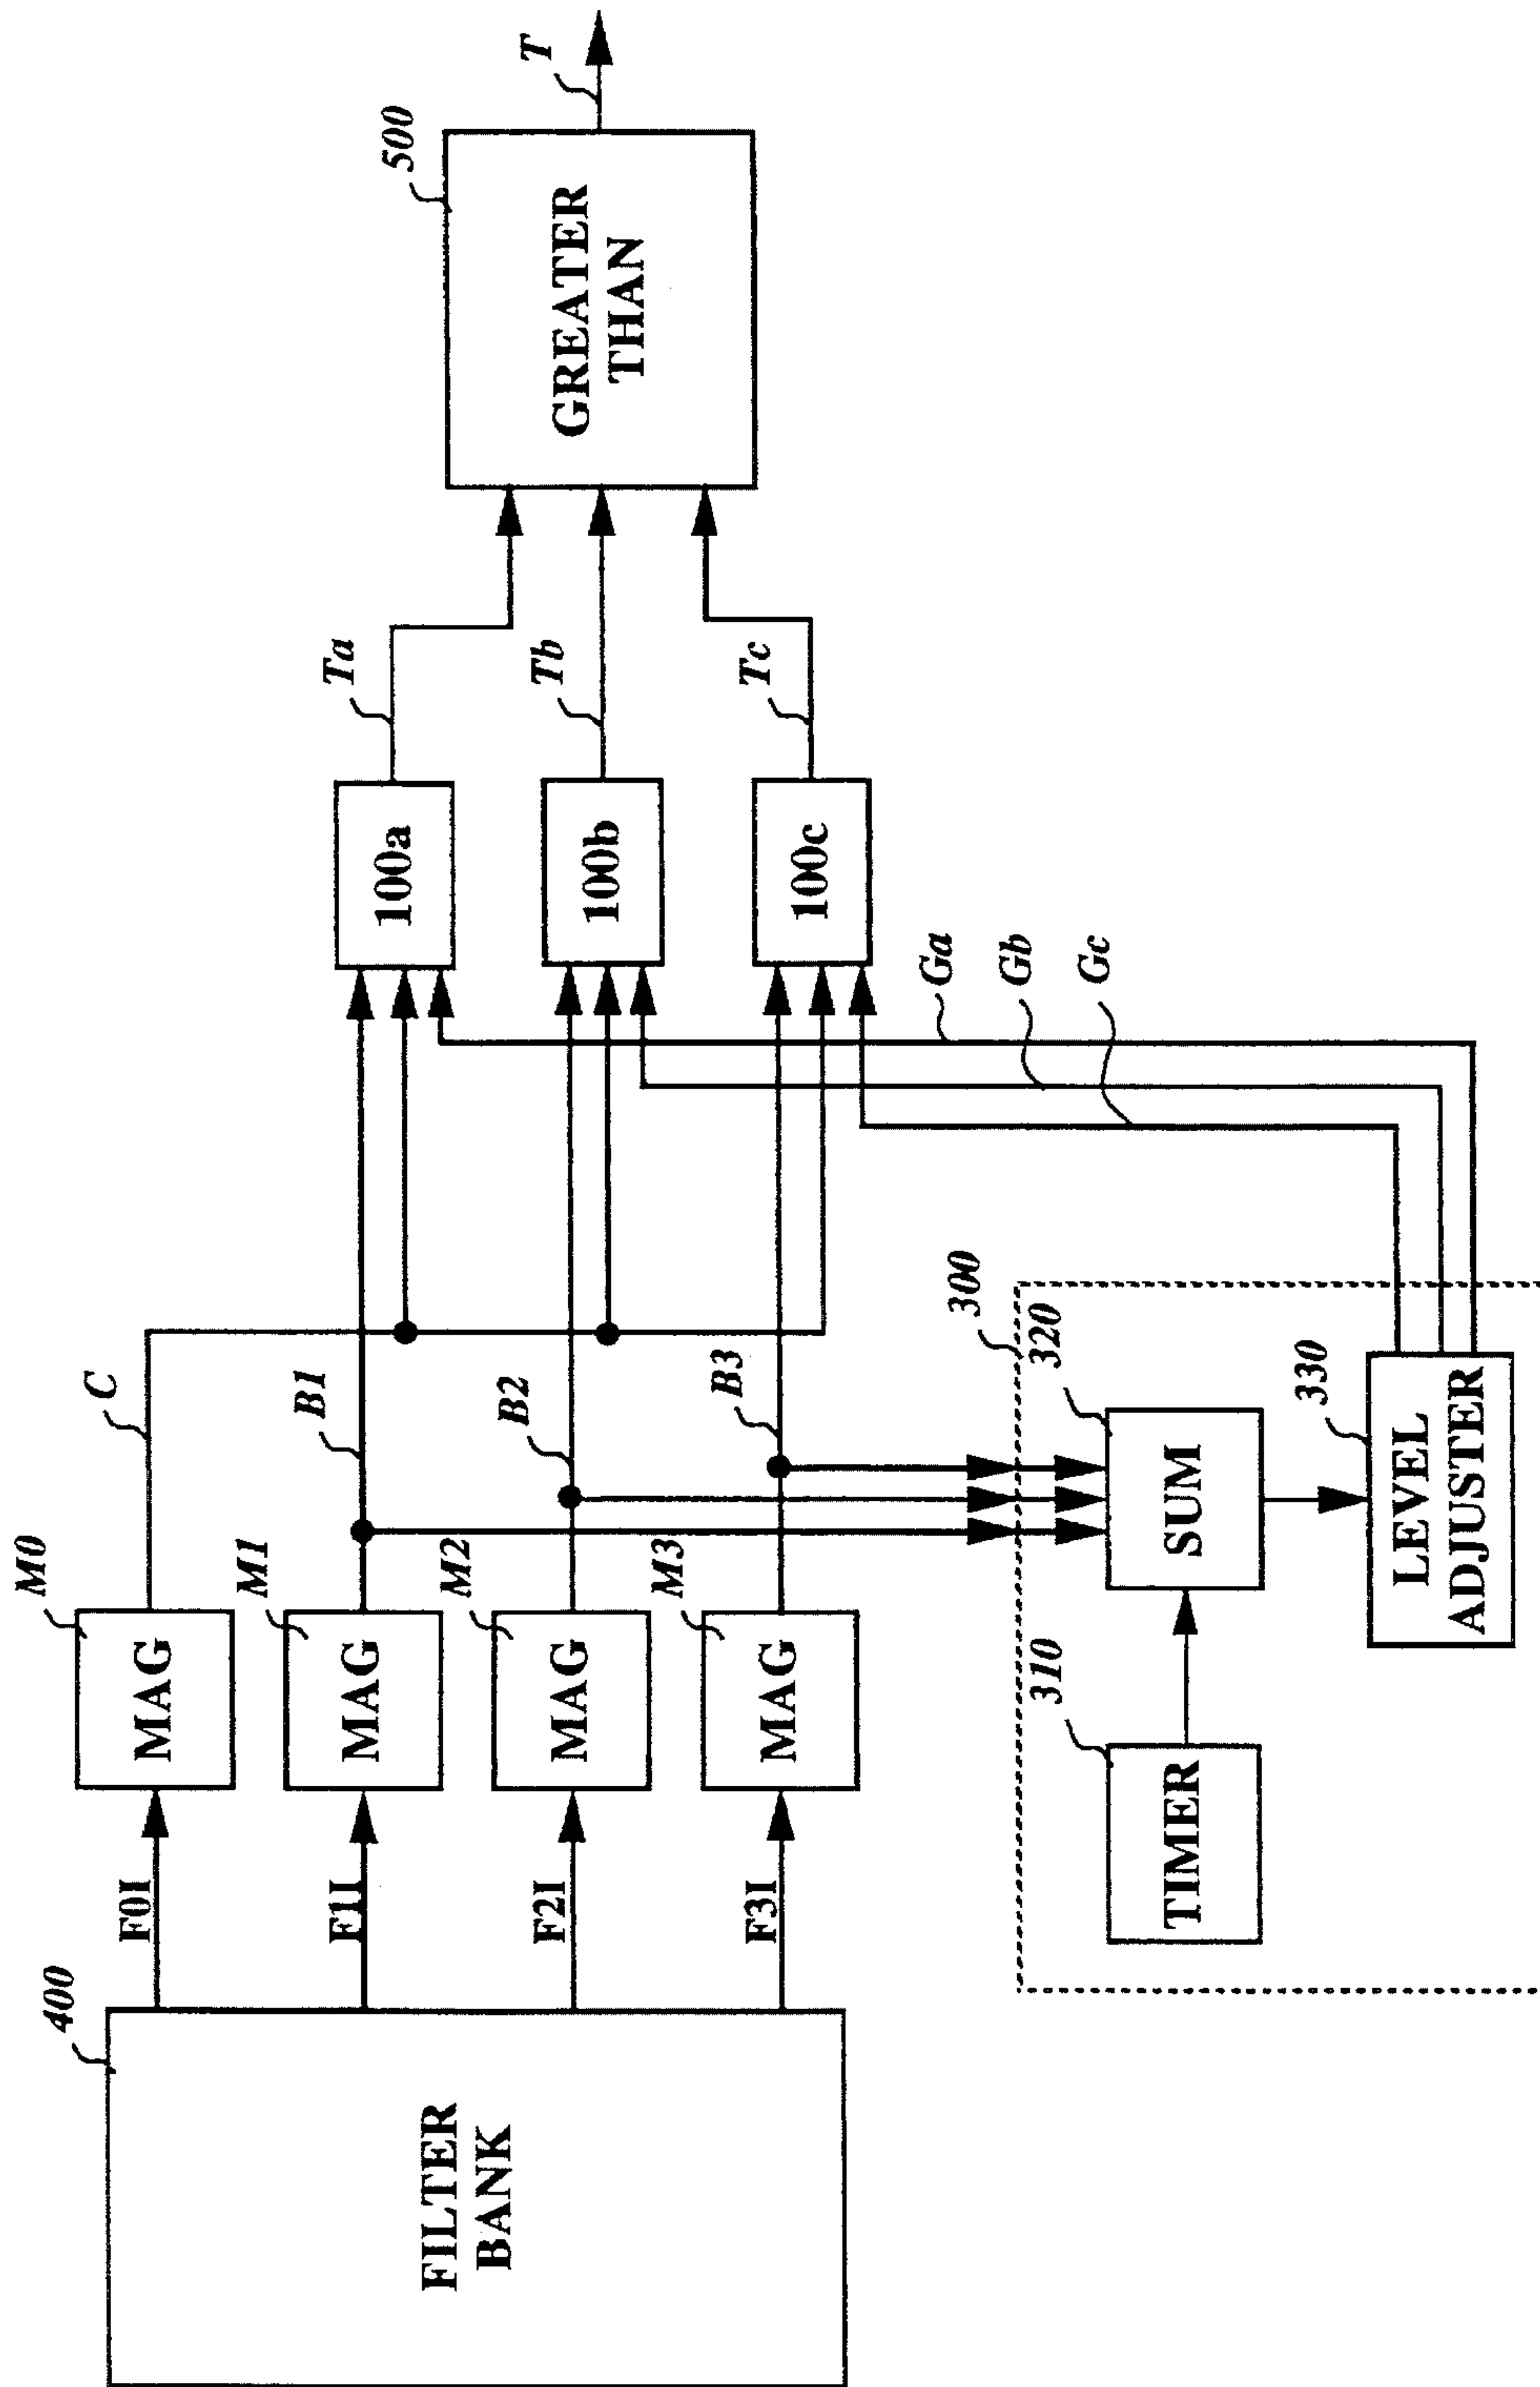 400
FILTER
BANK
F0I
F1I
F2I
F3I
M0
MAG
M1
MAG
M2
MAG
M3
MAG
C
B1
B2
B3
300
310
TIMER
320
SUM
330
LEVEL
ADJUSTER
Ga
Gb
Gc
100a
100b
100c
Ta
Tb
Tc
500
GREATER
THAN
T